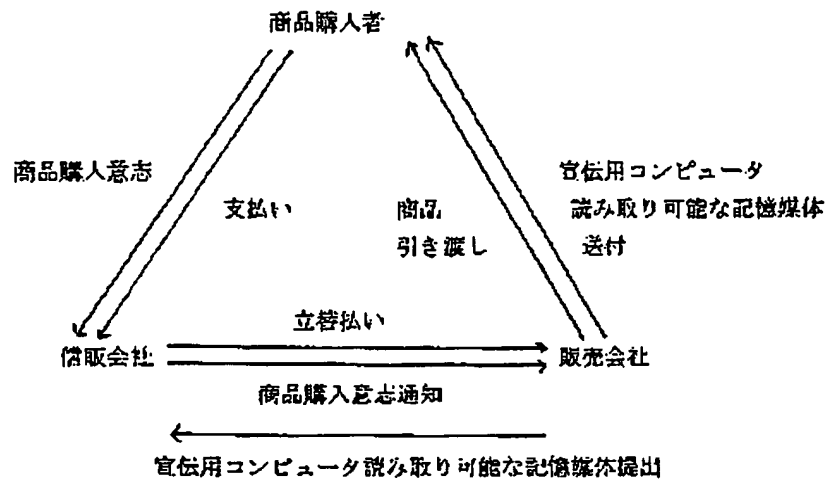 商品購入者
商品購入意志
支払い
商品
引き渡し
宣伝用コンピュータ
読み取り可能な記憶媒体
送付
立替払い
信販会社
販売会社
商品購入意志通知
宣伝用コンピュータ読み取り可能な記憶媒体提出